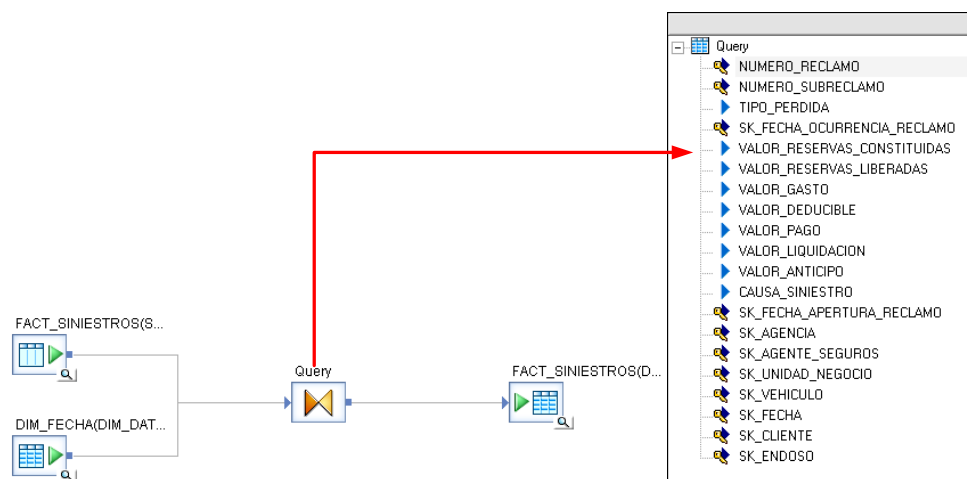 Query
NUMERO_RECLAMO
NUMERO_SUBRECLAMO
TIPO_PERDIDA
SK_FECHA_OCURRENCIA_RECLAMO
VALOR_RESERVAS_CONSTITUIDAS
VALOR_RESERVAS_LIBERADAS
VALOR_GASTO
VALOR_DEDUCIBLE
VALOR_PAGO
VALOR_LIQUIDACION
VALOR_ANTICIPO
CAUSA_SINIESTRO
SK_FECHA_APERTURA_RECLAMO
SK_AGENCIA
SK_AGENTE_SEGUROS
SK_UNIDAD_NEGOCIO
SK_VEHICULO
SK_FECHA
SK_CLIENTE
SK_ENDOSO
FACT_SINIESTROS(S...
Query
FACT_SINIESTROS(D...
DIM_FECHA(DIM_DAT...